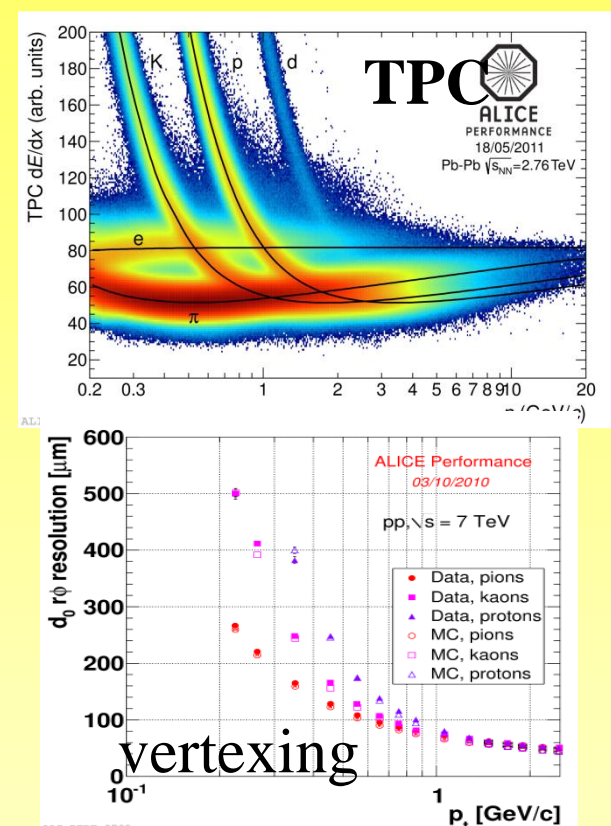 200
180
160
140
120
100
80
60
40
20
TPC dE/dx (arb. units)
K
p
d
e
π
TPC
ALICE
PERFORMANCE
18/05/2011
Pb-Pb √sNN=2.76TeV
0.2 0.3 1 2 3 4 5 6 7 8 9 10 20
600
500
400
300
200
100
0
d₀ rϕ resolution [μm]
ALICE Performance
03/10/2010
pp, √s = 7 TeV
Data, pions
Data, kaons
Data, protons
MC, pions
MC, kaons
MC, protons
vertexing
10⁻¹ 1
pₜ [GeV/c]